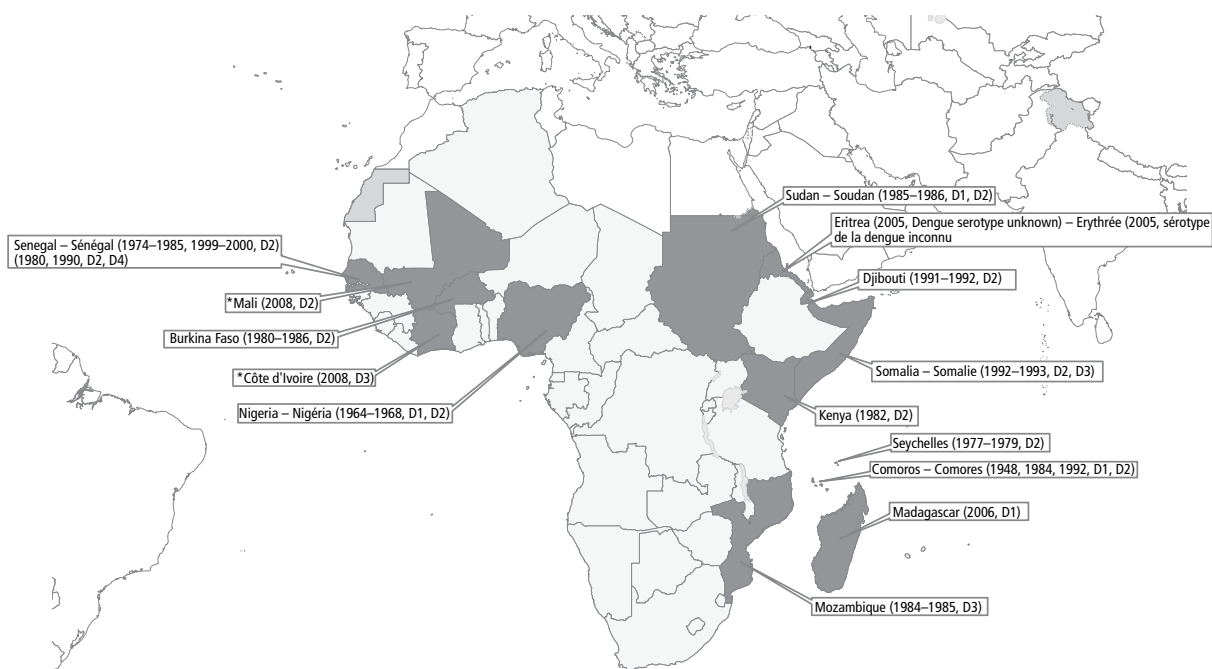 Sudan – Soudan (1985–1986, D1, D2)
Eritrea (2005, Dengue serotype unknown) – Erythrée (2005, sérotype
de la dengue inconnu
Senegal – Sénégal (1974–1985, 1999–2000, D2)
(1980, 1990, D2, D4)
Djibouti (1991–1992, D2)
*Mali (2008, D2)
Burkina Faso (1980–1986, D2)
*Côte d'Ivoire (2008, D3)
Somalia – Somalie (1992–1993, D2, D3)
Nigeria – Nigéria (1964–1968, D1, D2)
Kenya (1982, D2)
Seychelles (1977–1979, D2)
Comoros – Comores (1948, 1984, 1992, D1, D2)
Madagascar (2006, D1)
Mozambique (1984–1985, D3)